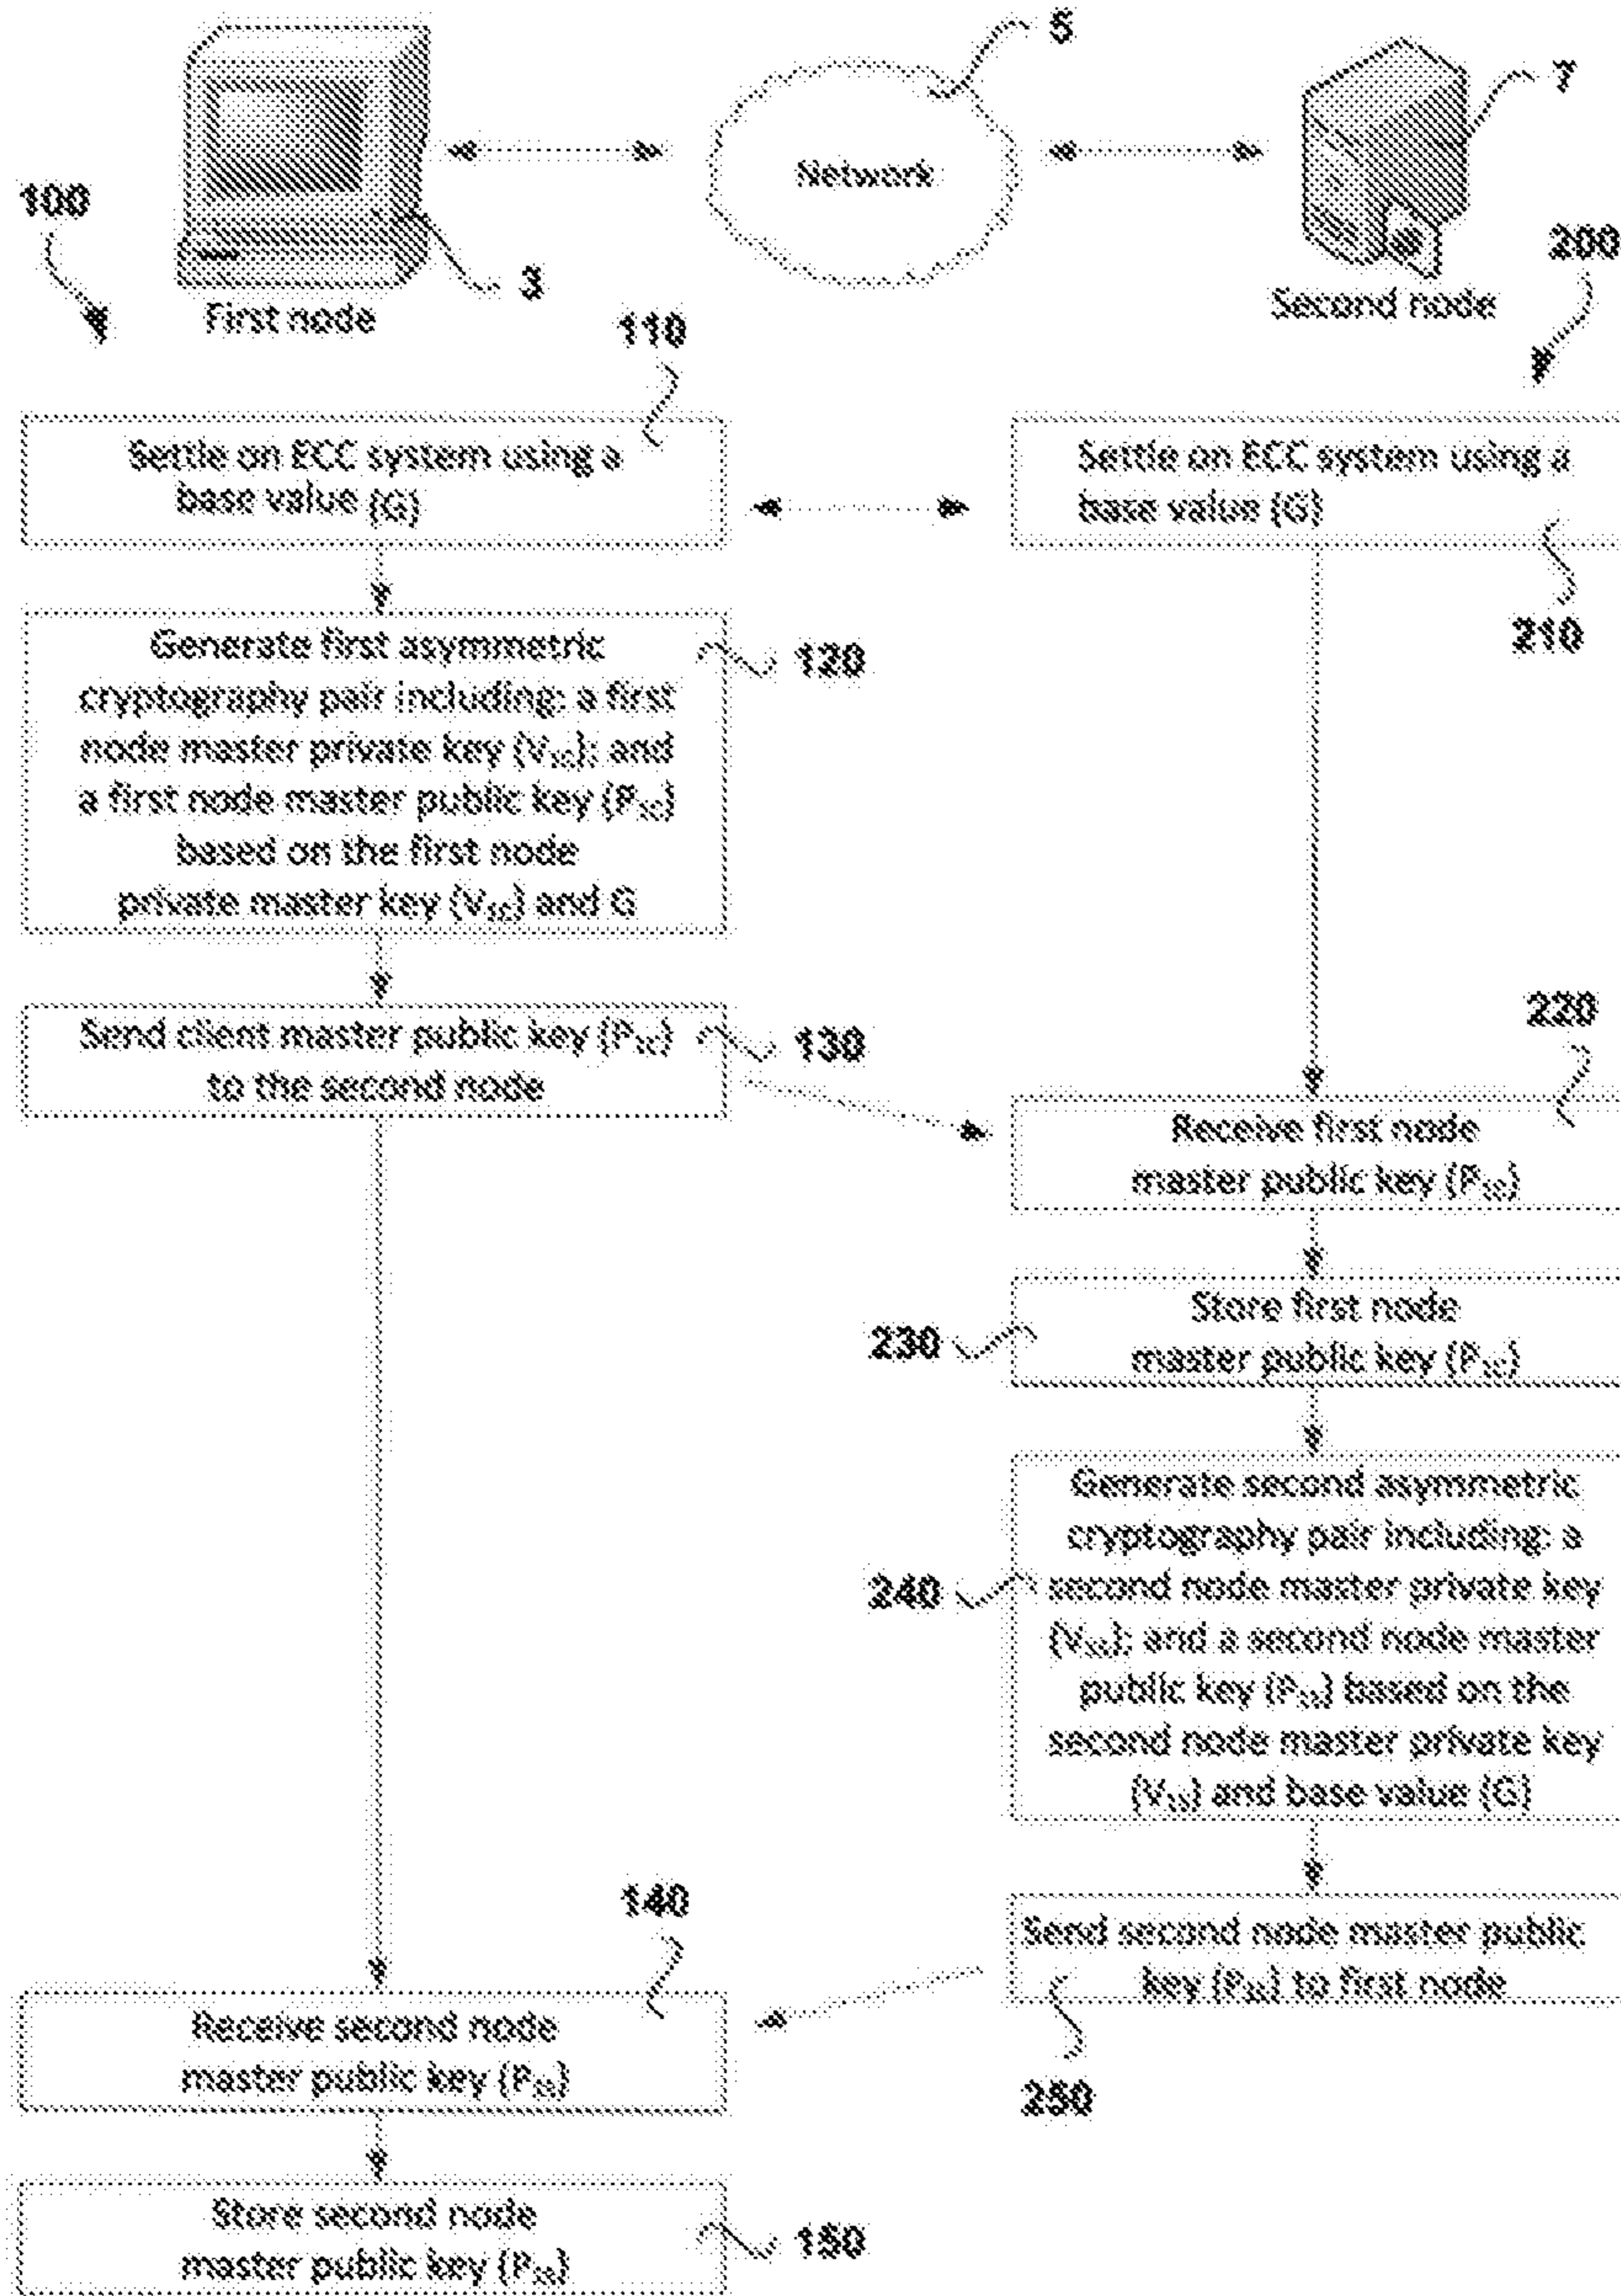 5
7
Network
100
200
3
First node
Second node
110
Settle on ECC system using a
base value (G)
Settle on ECC system using a
base value (G)
210
Generate first asymmetric
cryptography pair including: a first
node master private key (V₁C); and
a first node master public key (P₁C)
based on the first node
private master key (V₁C) and G
120
Send client master public key (P₁C)
to the second node
130
220
Receive first node
master public key (P₁C)
Store first node
master public key (P₁C)
230
Generate second asymmetric
cryptography pair including: a
second node master private key
(V₁S); and a second node master
public key (P₁S) based on the
second node master private key
(V₁S) and base value (G)
240
140
Send second node master public
key (P₁S) to first node
250
Receive second node
master public key (P₁S)
Store second node
master public key (P₁S)
150